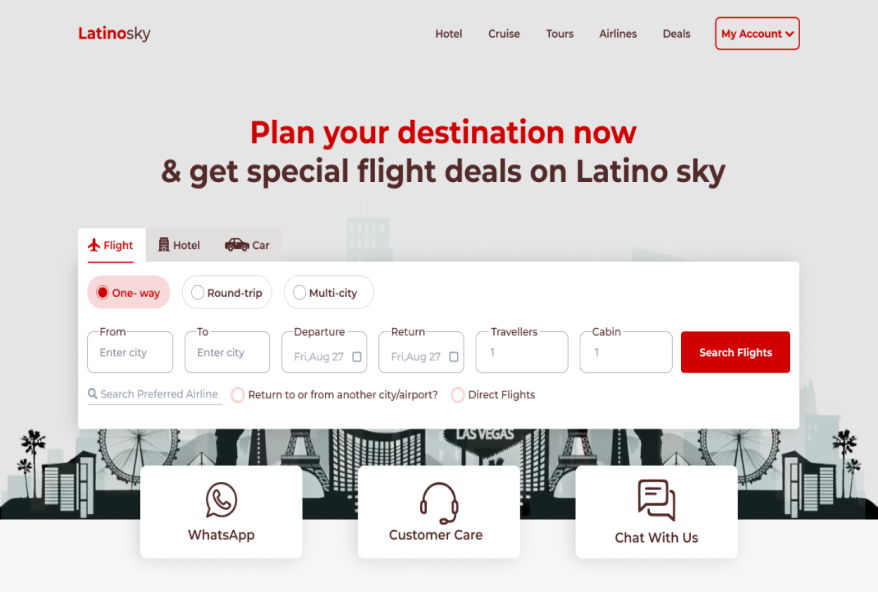 Latinosky
Hotel Cruise Tours Airlines Deals My Account
Plan your destination now
& get special flight deals on Latino sky
Flight Hotel Car
One- way Round-trip Multi-city
From To Departure Return Travellers Cabin
Enter city Enter city Fri,Aug 27 Fri,Aug 27 1 1 Search Flights
Search Preferred Airline Return to or from another city/airport? Direct Flights
LAS VEGAS
WhatsApp Customer Care Chat With Us